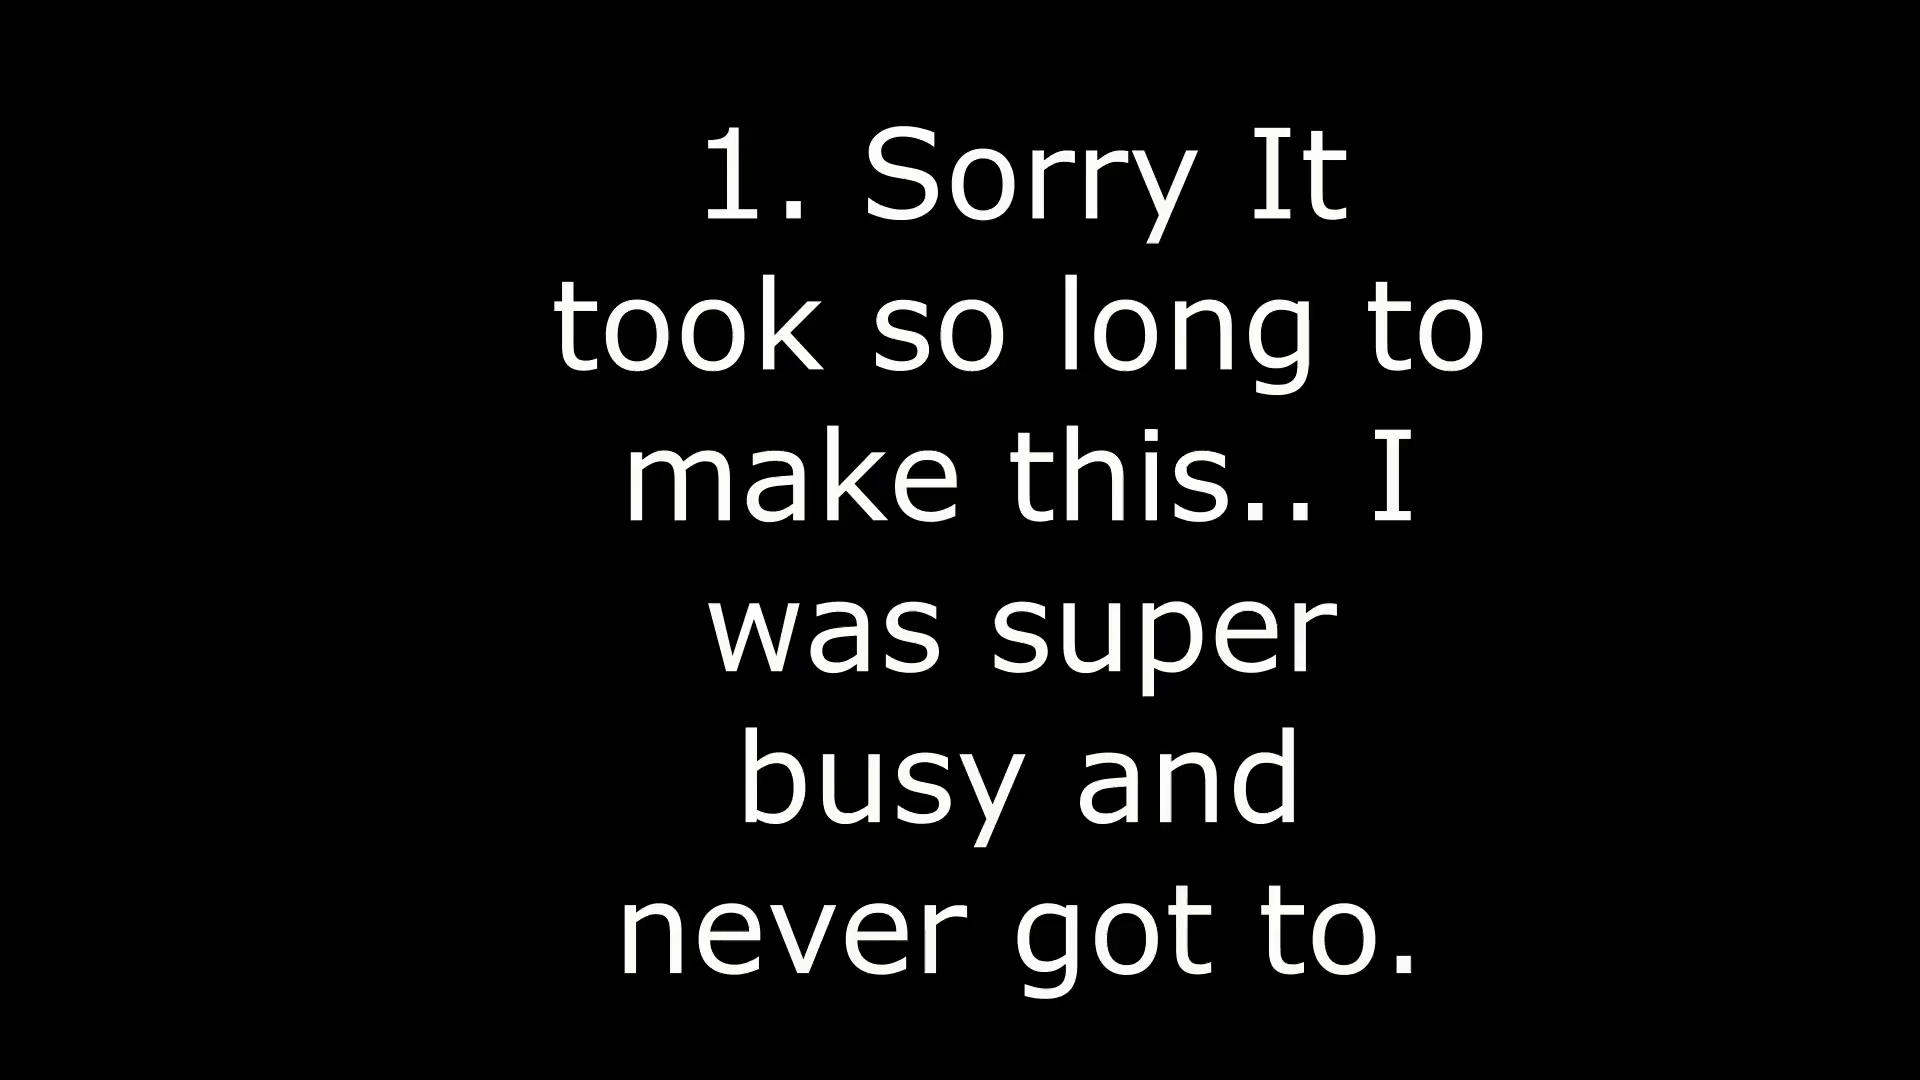 1. Sorry It
took so long to
make this.. I
was super
busy and
never got to.